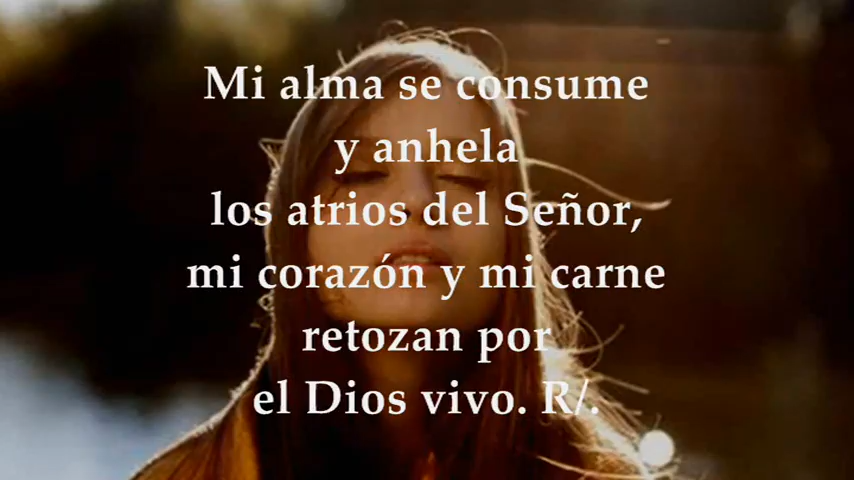 Mi alma se consume
y anhela
los atrios del Señor,
mi corazón y mi carne
retozan por
el Dios vivo. R/.